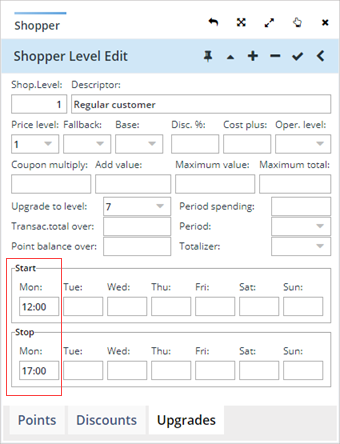 Shopper
Shopper Level Edit
Shop.Level: Descriptor:
1 Regular customer
Price level: Fallback: Base: Disc. %: Cost plus: Oper. level:
1
Coupon multiply: Add value: Maximum value: Maximum total:
Upgrade to level: 7 Period spending:
Transac.total over: Period:
Point balance over: Totalizer:
Start
Mon: Tue: Wed: Thu: Fri: Sat: Sun:
12:00
Stop
Mon: Tue: Wed: Thu: Fri: Sat: Sun:
17:00
Points Discounts Upgrades